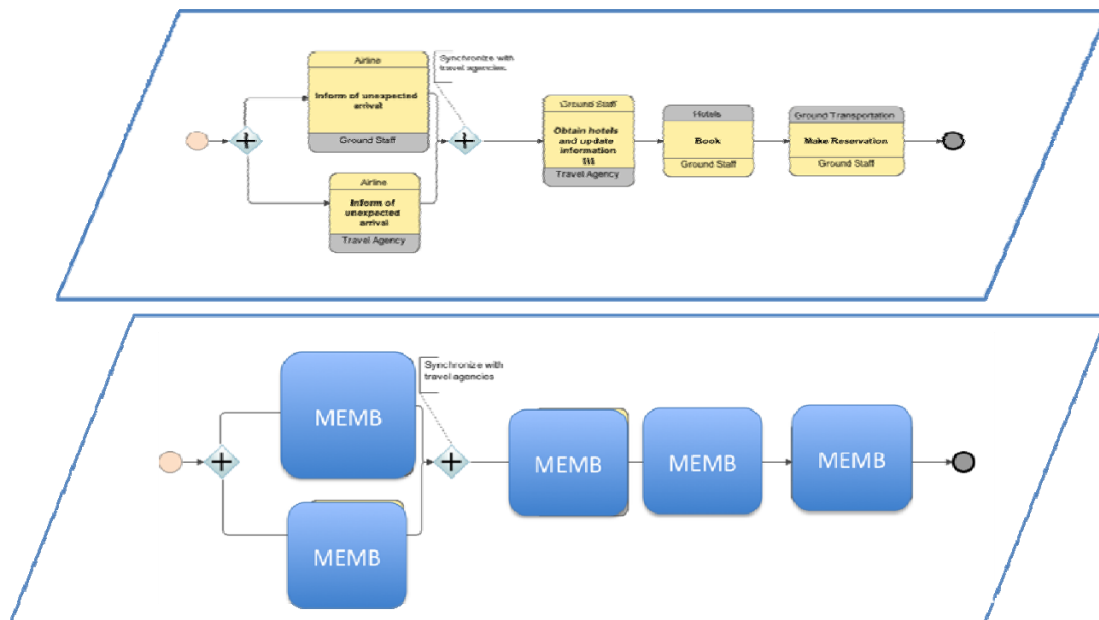 Airline
Inform of unexpected
arrival
Ground Staff
Synchronize with
travel agencies
Airline
Inform of
unexpected
arrival
Travel Agency
Ground Staff
Obtain hotels
and update
information
Travel Agency
Hotels
Book
Ground Staff
Ground Transportation
Make Reservation
Ground Staff
Synchronize with
travel agencies
MEMB
MEMB
MEMB
MEMB
MEMB